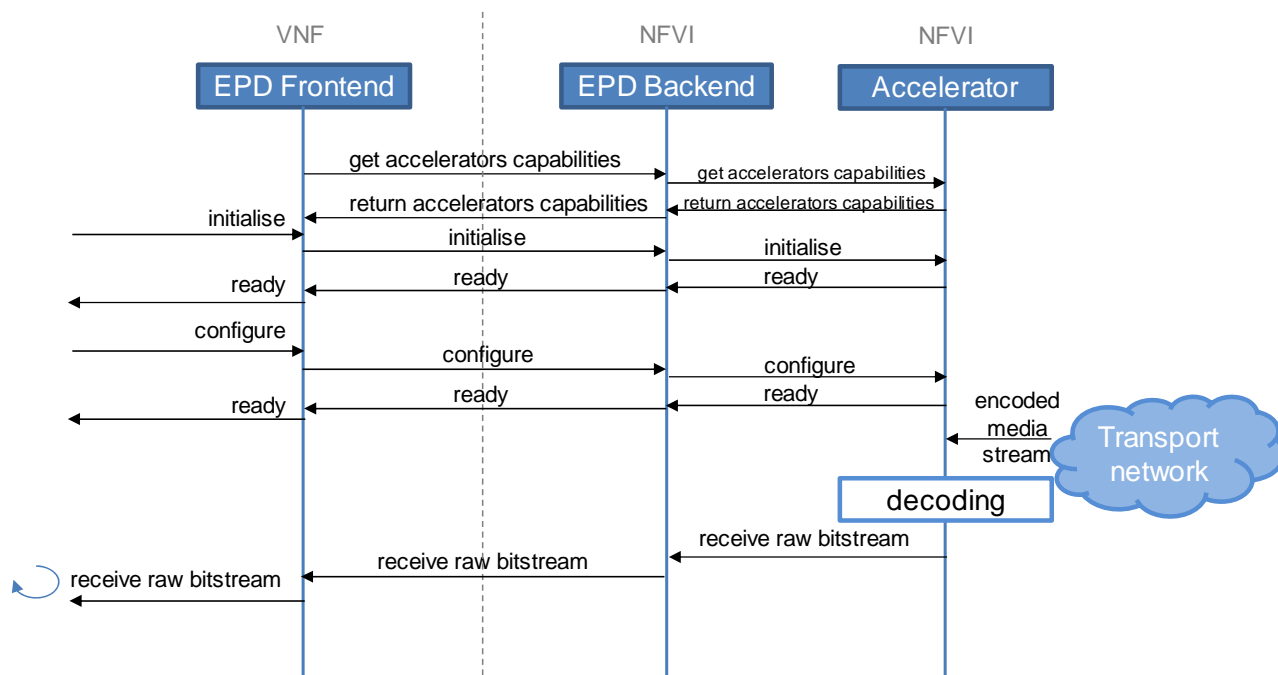 VNF
NFVI
NFVI
EPD Frontend
EPD Backend
Accelerator
get accelerators capabilities
get accelerators capabilities
return accelerators capabilities
return accelerators capabilities
initialise
initialise
initialise
ready
ready
ready
configure
configure
configure
ready
ready
ready
encoded
media
stream
Transport
network
decoding
receive raw bitstream
receive raw bitstream
receive raw bitstream